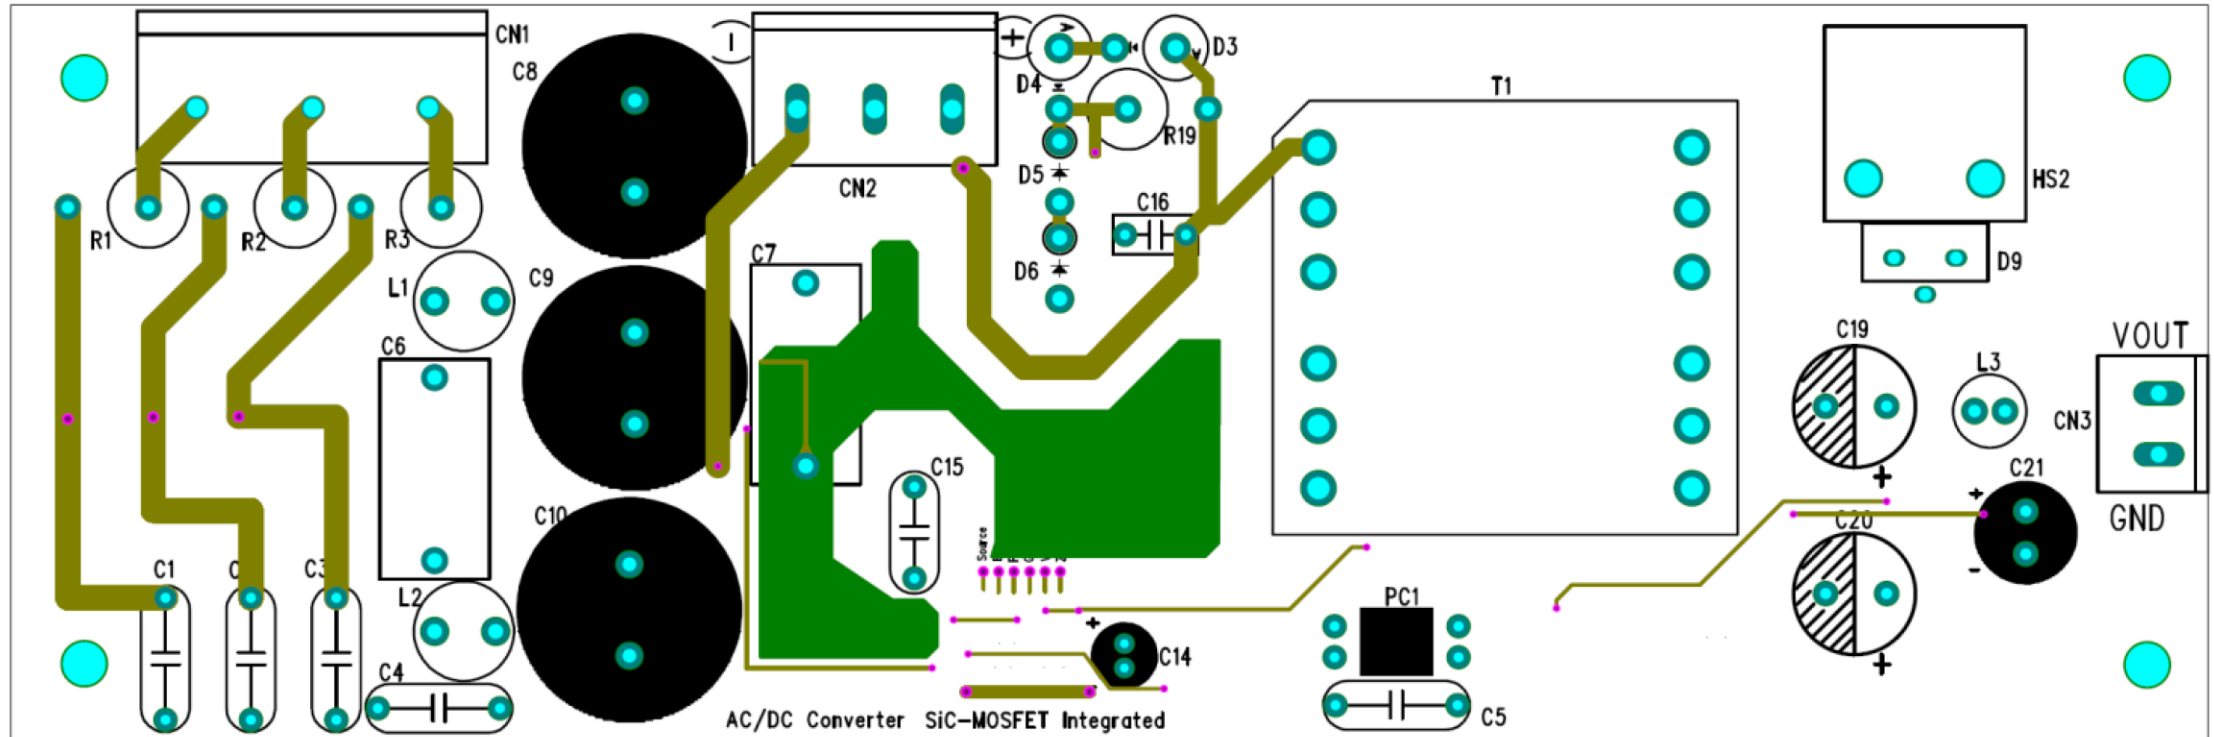 CN1
C8
−
+
D4
D3
T1
R19
HS2
CN2
D5
R1
R2
R3
C16
L1
C9
C7
D6
D9
C6
C19
VOUT
L3
CN3
C15
C21
C10
+
+
C20
GND
Source
C1
C3
L2
PC1
-
+
C14
+
C4
C5
AC/DC Converter SiC-MOSFET Integrated